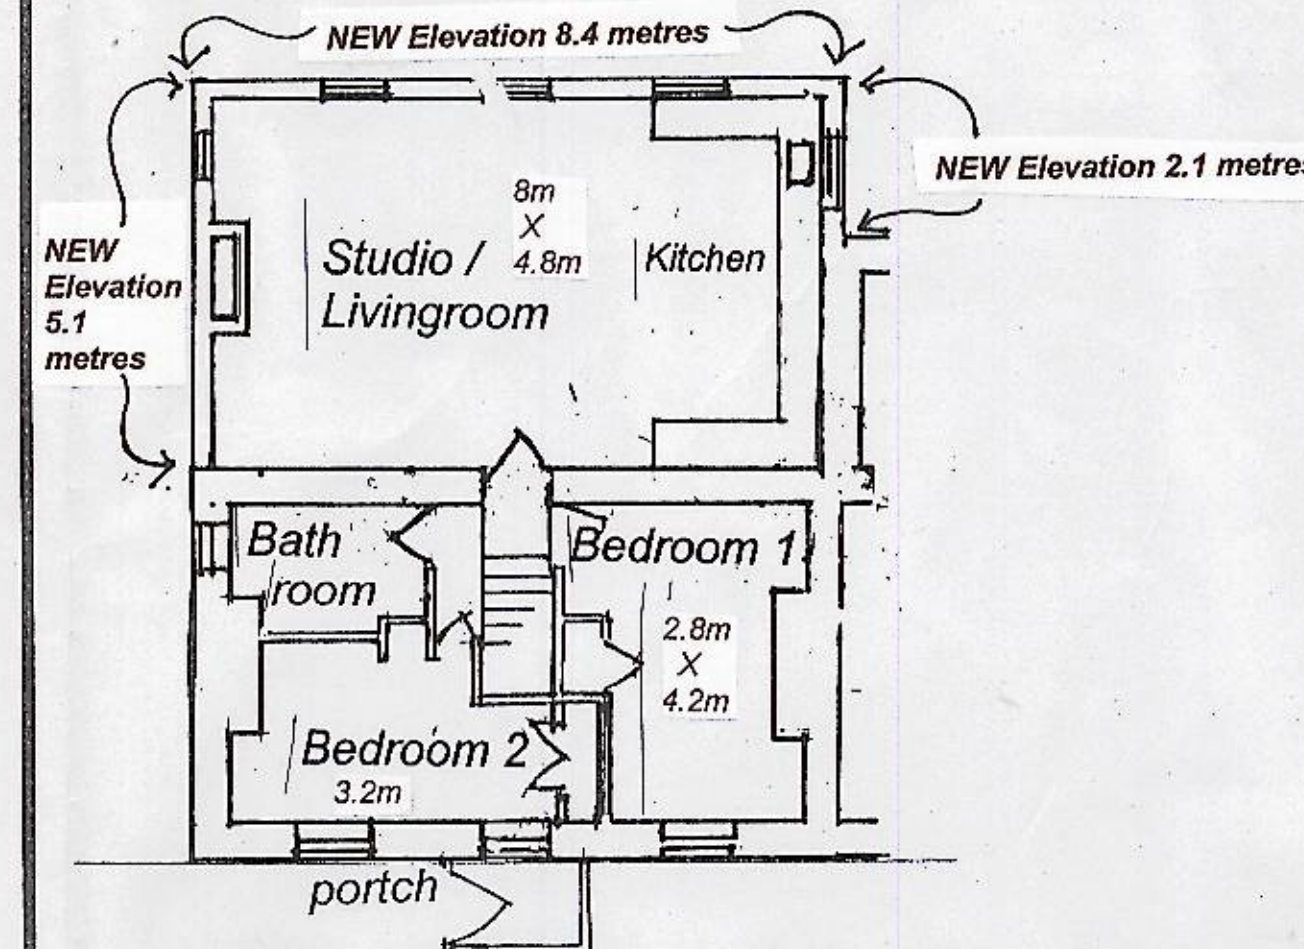 NEW Elevation 8.4 metres
NEW Elevation 2.1 metres
NEW
Elevation
5.1
metres
8m
X
4.8m
Studio /
Livingroom
Kitchen
Bath
room
Bedroom 1
2.8m
X
4.2m
Bedroom 2
3.2m
portch